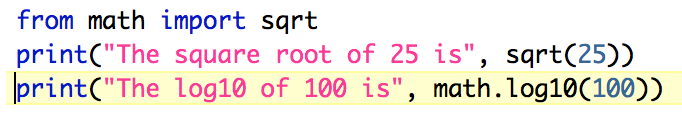 from math import sqrt
print("The square root of 25 is", sqrt(25))
print("The log10 of 100 is", math.log10(100))